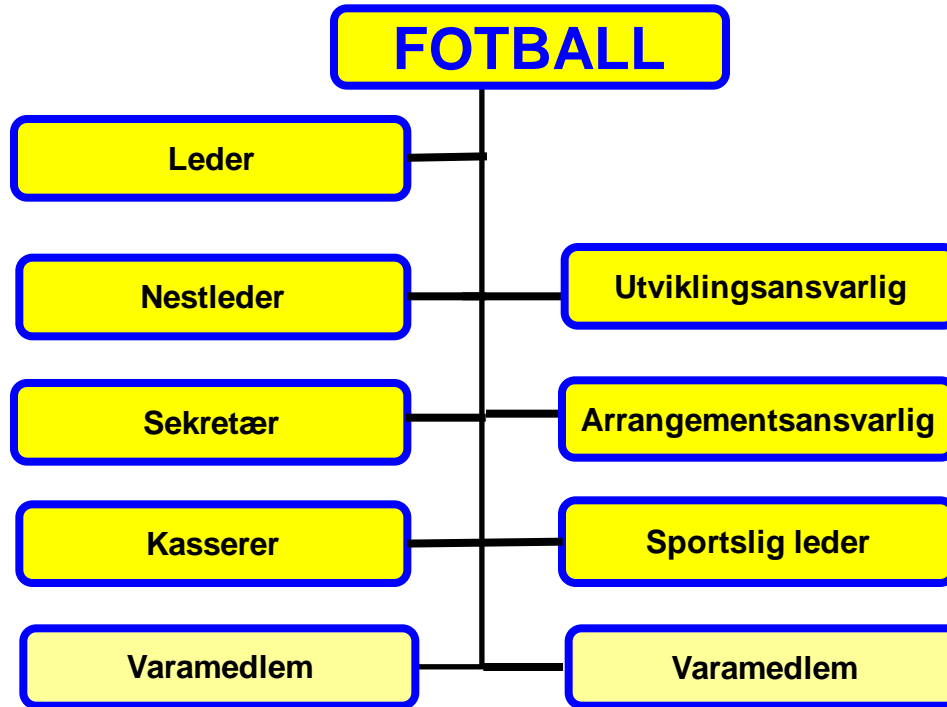 FOTBALL
Leder
Nestleder
Utviklingsansvarlig
Sekretær
Arrangementsansvarlig
Kasserer
Sportslig leder
Varamedlem
Varamedlem